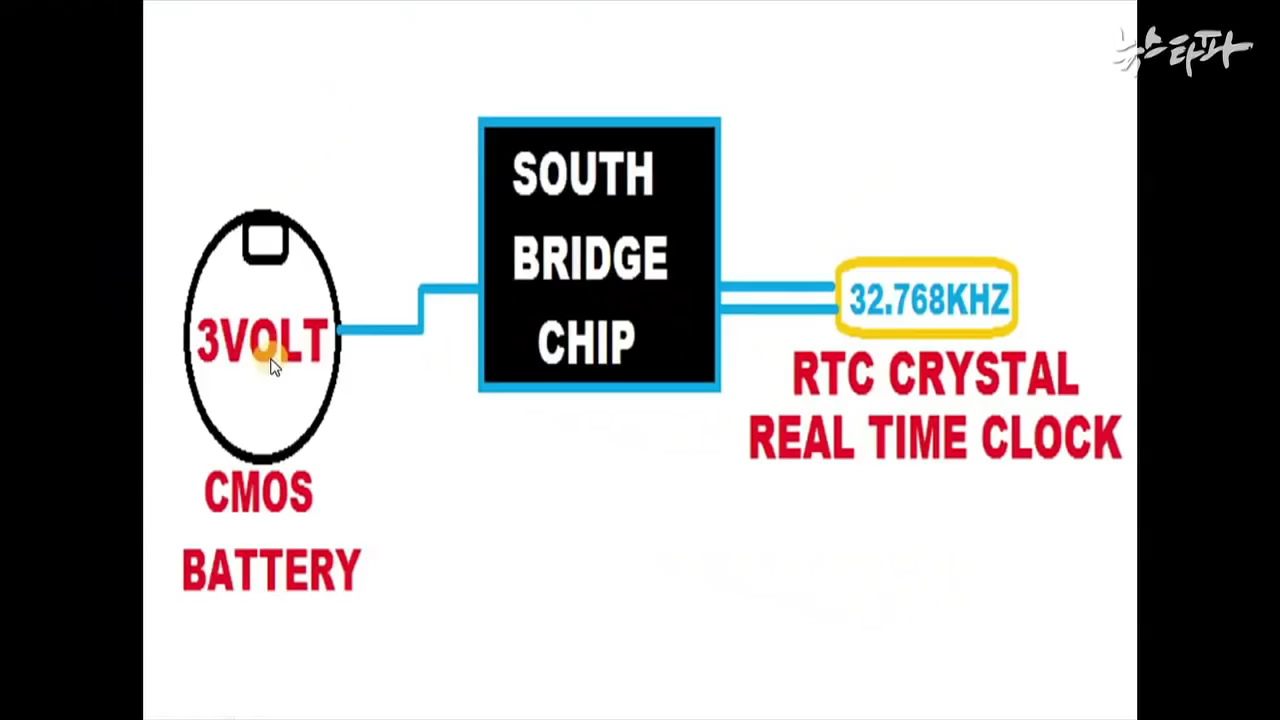 뉴스타파
SOUTH
BRIDGE
CHIP
3VOLT
32.768KHZ
RTC CRYSTAL
REAL TIME CLOCK
CMOS
BATTERY